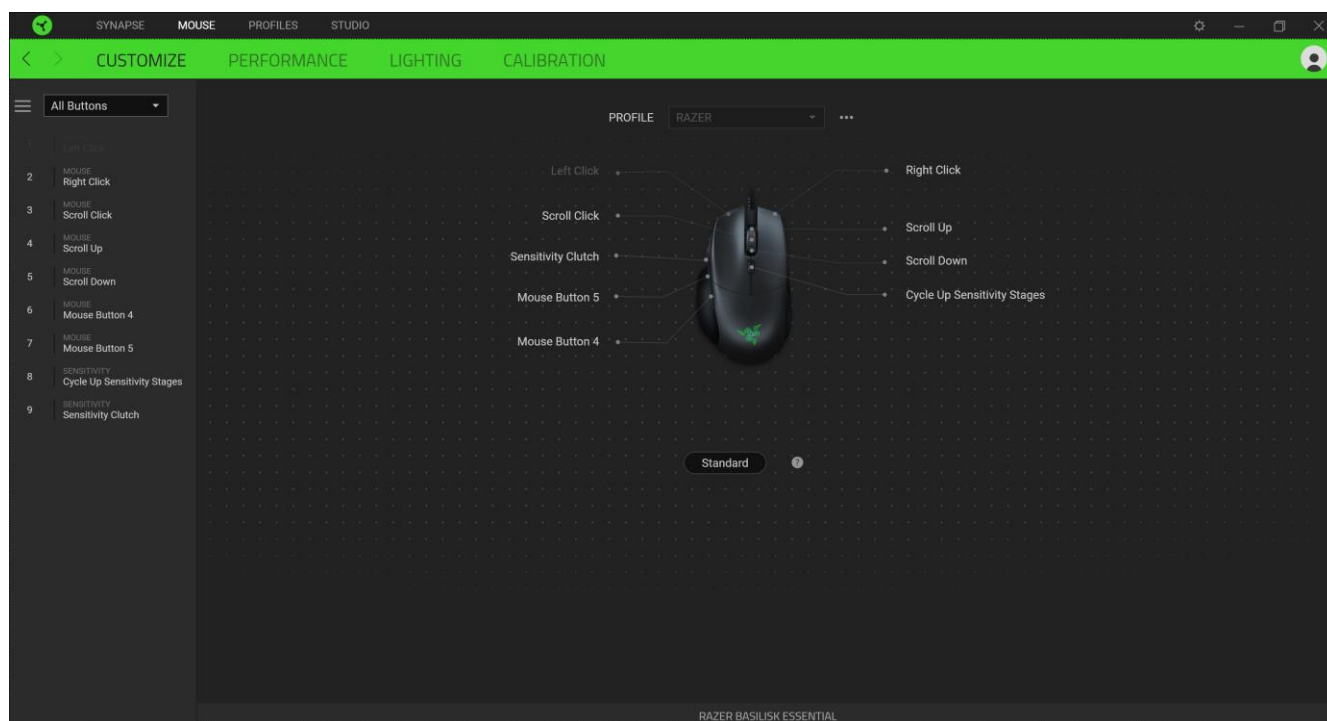 SYNAPSE MOUSE PROFILES STUDIO
CUSTOMIZE PERFORMANCE LIGHTING CALIBRATION
All Buttons
PROFILE RAZER
1 Left Click
2 MOUSE
Right Click
3 MOUSE
Scroll Click
4 MOUSE
Scroll Up
5 MOUSE
Scroll Down
6 MOUSE
Mouse Button 4
7 MOUSE
Mouse Button 5
8 SENSITIVITY
Cycle Up Sensitivity Stages
9 SENSITIVITY
Sensitivity Clutch
Left Click
Scroll Click
Sensitivity Clutch
Mouse Button 5
Mouse Button 4
Right Click
Scroll Up
Scroll Down
Cycle Up Sensitivity Stages
Standard ?
RAZER BASILISK ESSENTIAL